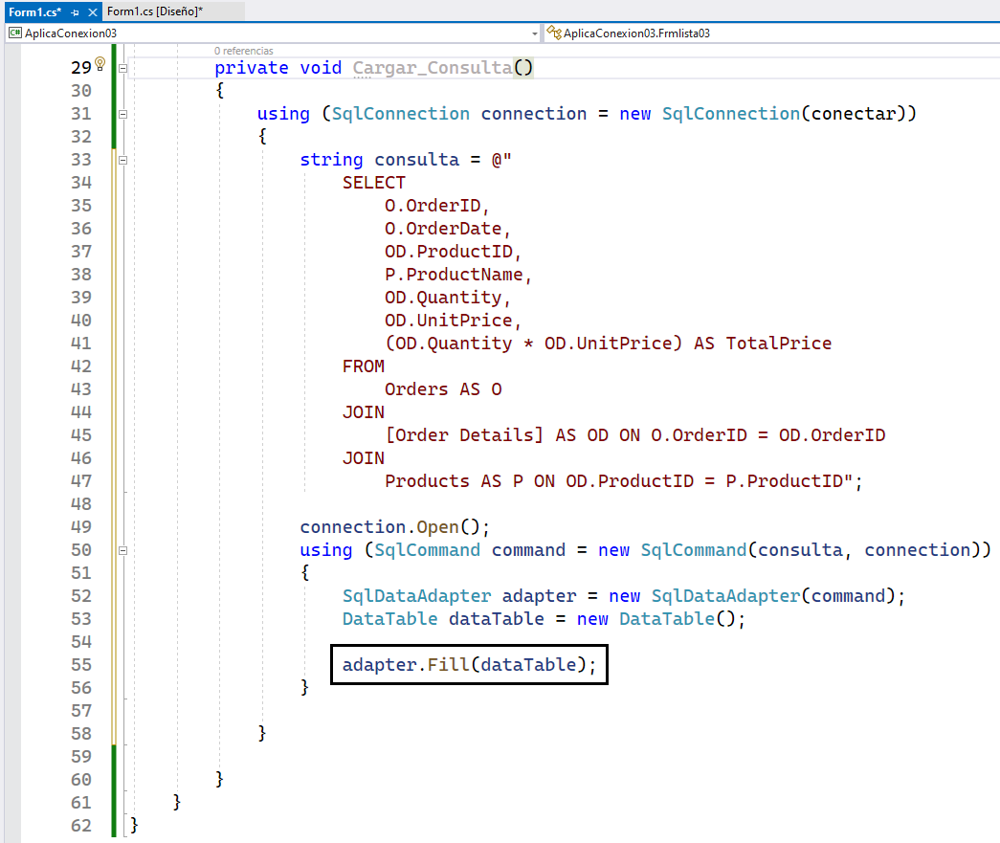 Form1.cs*
Form1.cs [Diseño]*
C# AplicaConexion03
AplicaConexion03.Frmlista03
0 referencias
29 private void Cargar_Consulta()
30 {
31 using (SqlConnection connection = new SqlConnection(conectar))
32 {
33 string consulta = @"
34 SELECT
35 O.OrderID,
36 O.OrderDate,
37 OD.ProductID,
38 P.ProductName,
39 OD.Quantity,
40 OD.UnitPrice,
41 (OD.Quantity * OD.UnitPrice) AS TotalPrice
42 FROM
43 Orders AS O
44 JOIN
45 [Order Details] AS OD ON O.OrderID = OD.OrderID
46 JOIN
47 Products AS P ON OD.ProductID = P.ProductID";
48
49 connection.Open();
50 using (SqlCommand command = new SqlCommand(consulta, connection))
51 {
52 SqlDataAdapter adapter = new SqlDataAdapter(command);
53 DataTable dataTable = new DataTable();
54
55 adapter.Fill(dataTable);
56 }
57
58 }
59
60 }
61 }
62 }